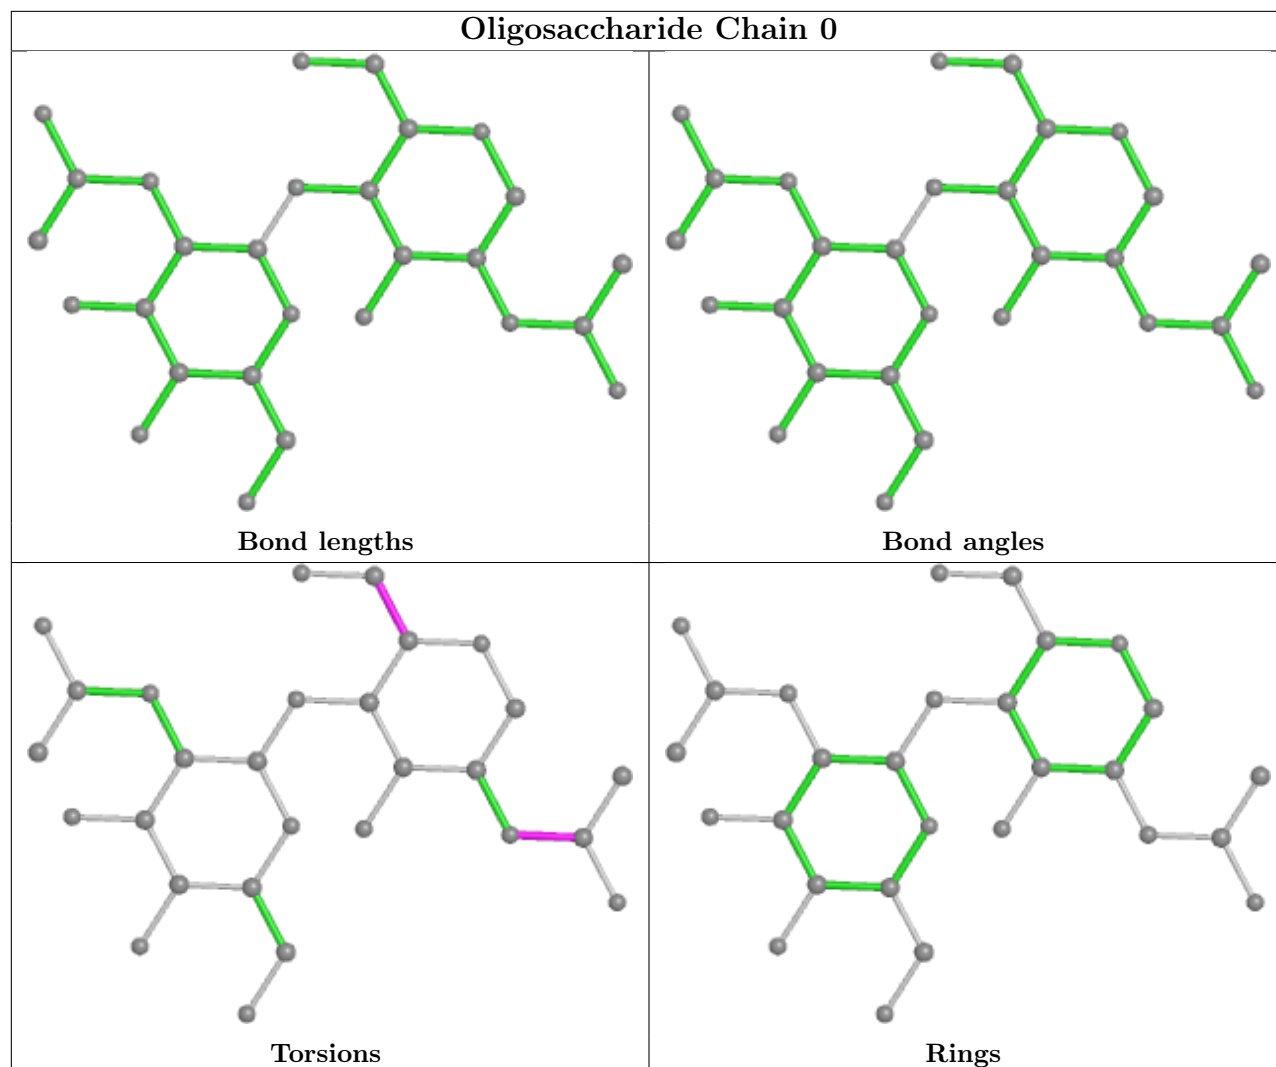 Oligosaccharide Chain 0
Bond lengths
Bond angles
Torsions
Rings